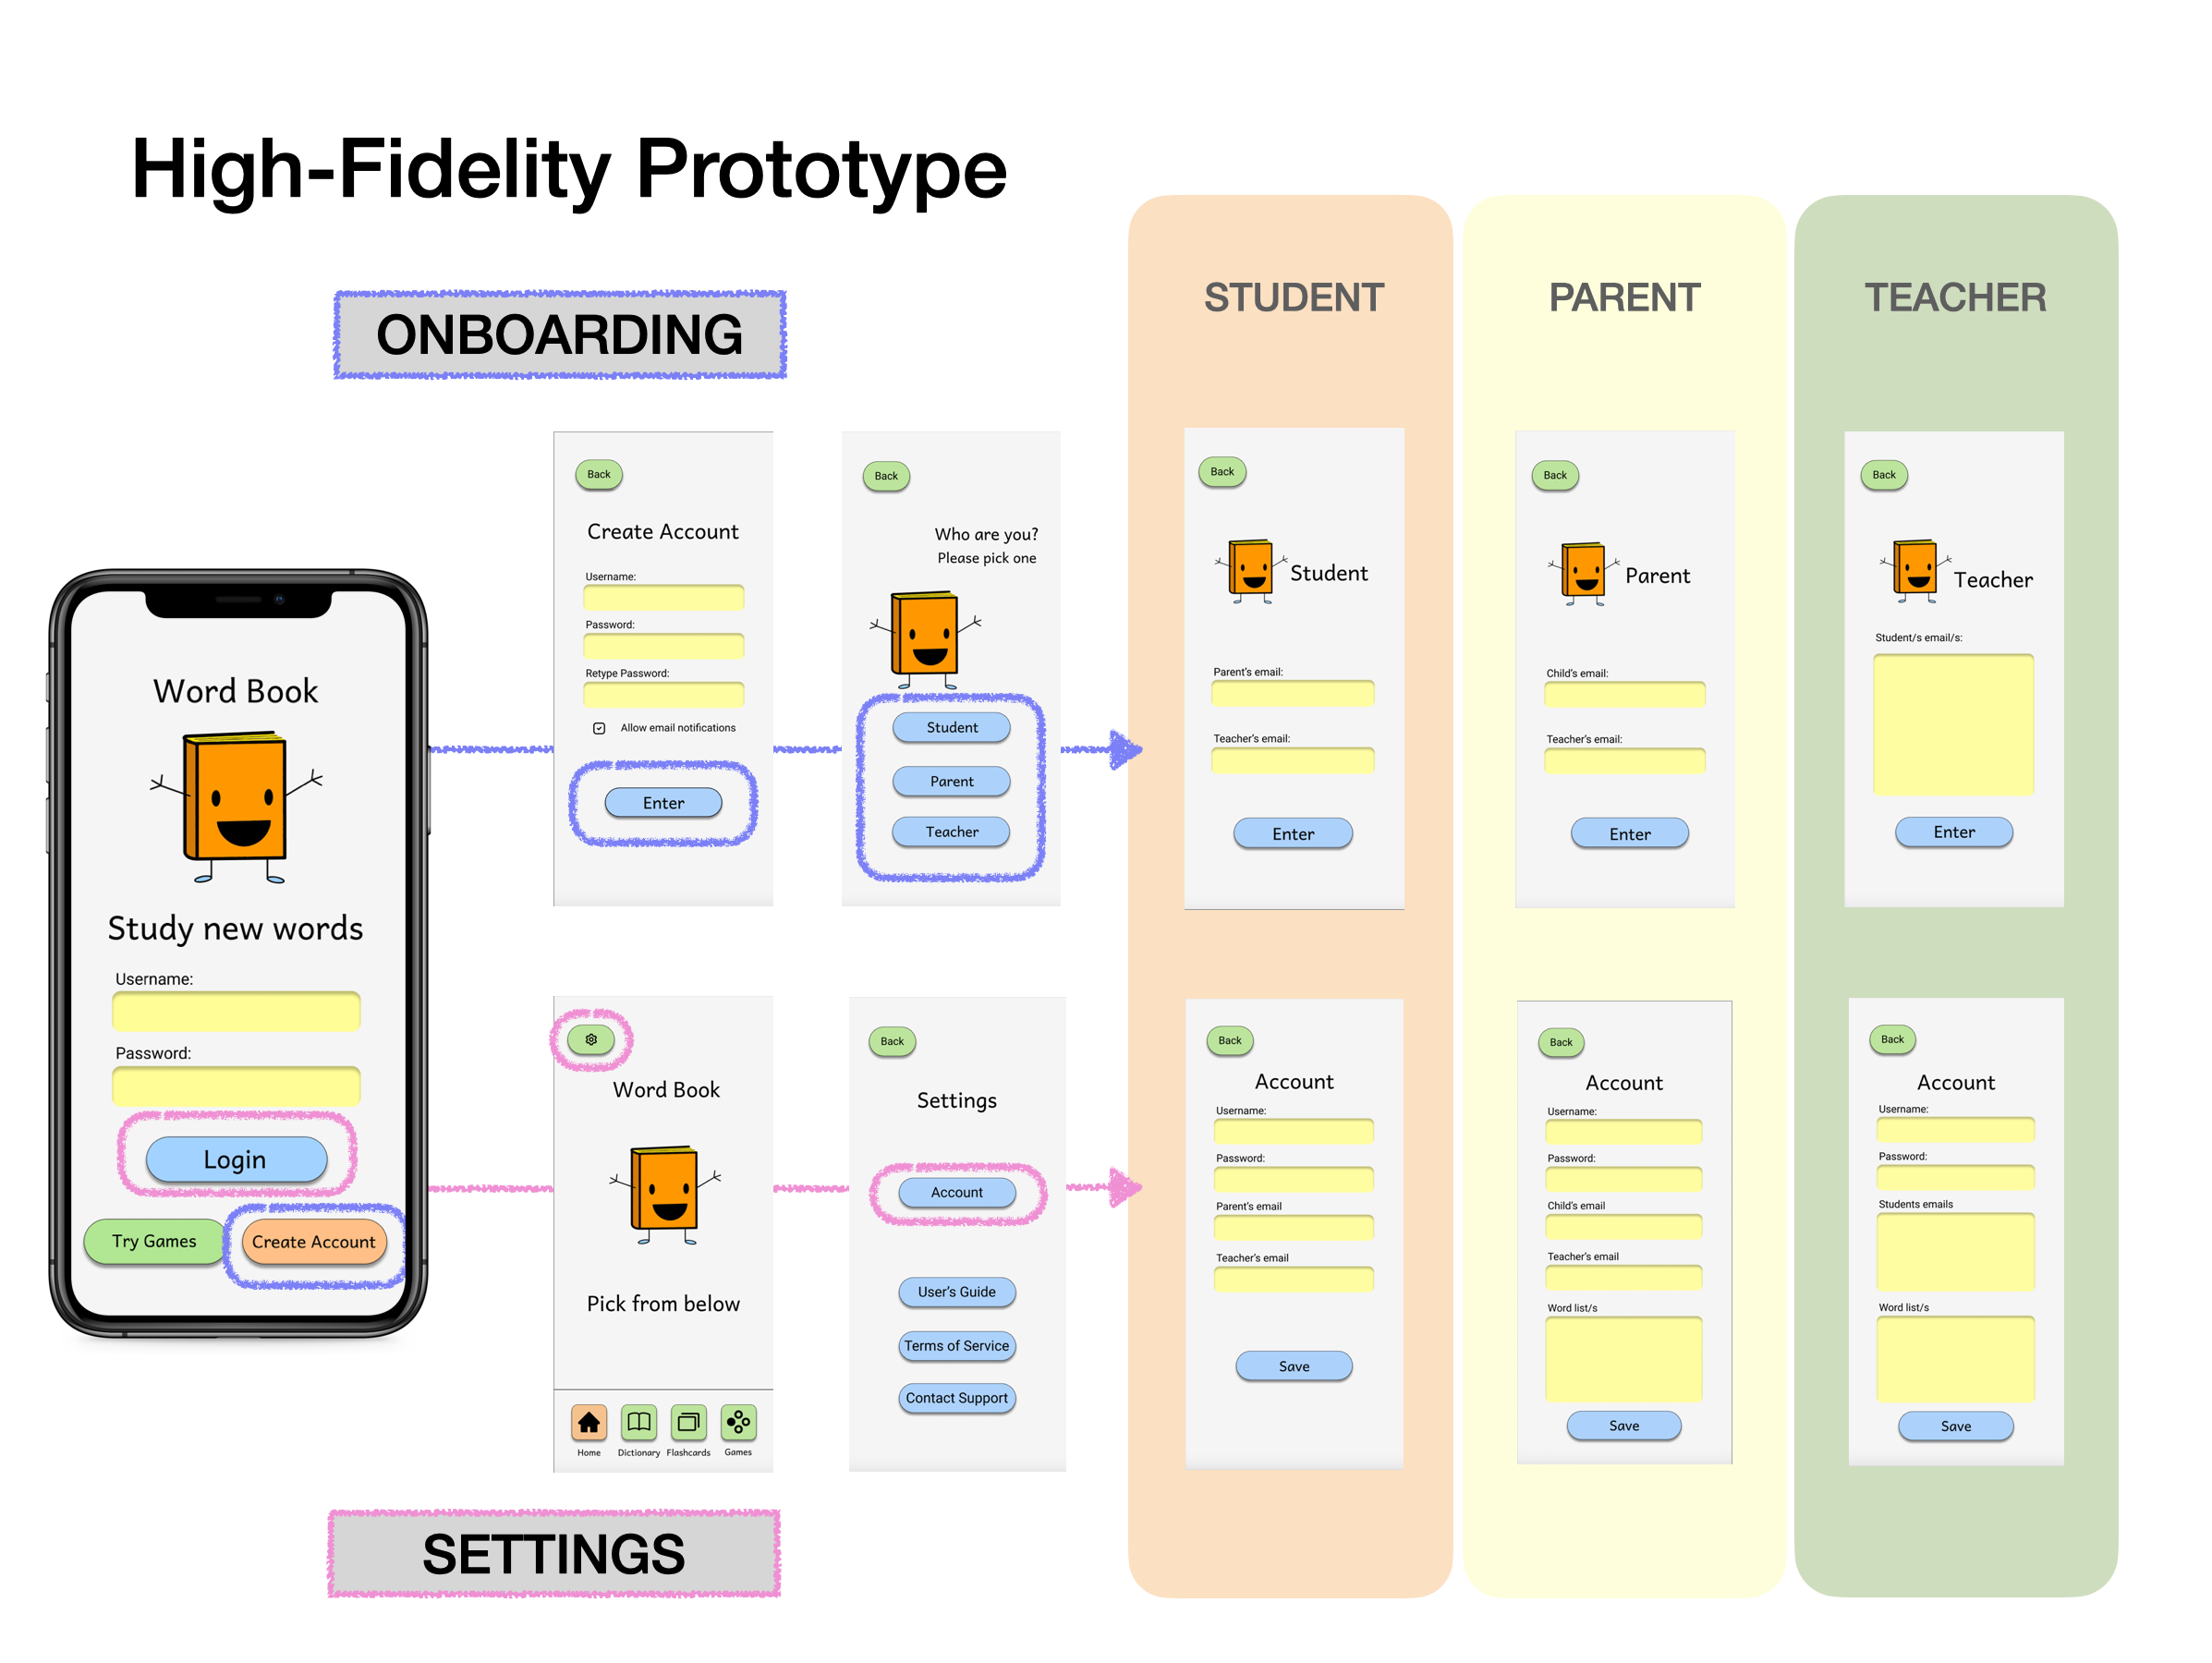 High-Fidelity Prototype
ONBOARDING
STUDENT
PARENT
TEACHER
Word Book
Study new words
Username:
Password:
Login
Try Games
Create Account
Back
Create Account
Username:
Password:
Retype Password:
Allow email notifications
Enter
Back
Who are you?
Please pick one
Student
Parent
Teacher
Back
Student
Parent's email:
Teacher's email:
Enter
Back
Parent
Child's email:
Teacher's email:
Enter
Back
Teacher
Student/s email/s:
Enter
Word Book
Pick from below
Home
Dictionary
Flashcards
Games
Back
Settings
Account
User's Guide
Terms of Service
Contact Support
Back
Account
Username:
Password:
Parent's email
Teacher's email
Save
Back
Account
Username:
Password:
Child's email
Teacher's email
Word list/s
Save
Back
Account
Username:
Password:
Students emails
Word list/s
Save
SETTINGS